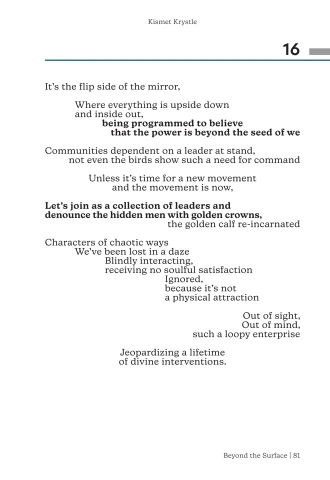 Kismet Krystle
16
It's the flip side of the mirror,
Where everything is upside down
and inside out,
being programmed to believe
that the power is beyond the seed of we
Communities dependent on a leader at stand,
not even the birds show such a need for command
Unless it's time for a new movement
and the movement is now,
Let's join as a collection of leaders and
denounce the hidden men with golden crowns,
the golden calf re-incarnated
Characters of chaotic ways
We've been lost in a daze
Blindly interacting,
receiving no soulful satisfaction
Ignored,
because it's not
a physical attraction
Out of sight,
Out of mind,
such a loopy enterprise
Jeopardizing a lifetime
of divine interventions.
Beyond the Surface | 81